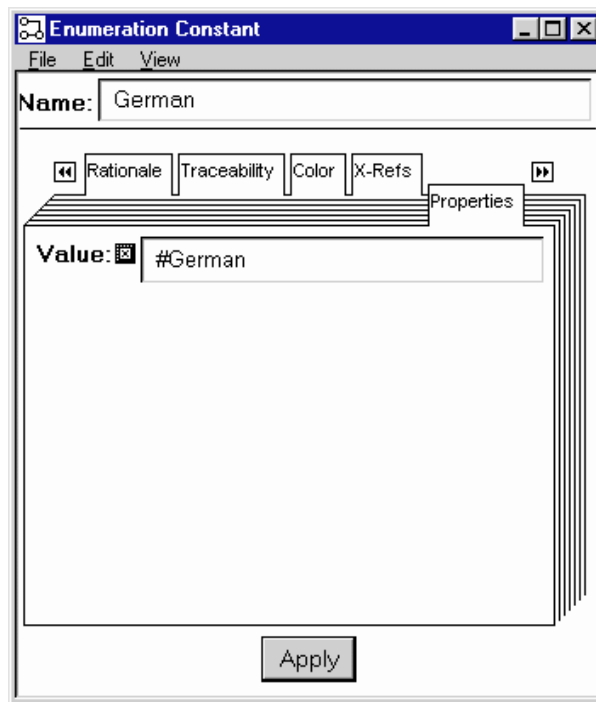 Enumeration Constant
File Edit View
Name: German
Rationale Traceability Color X-Refs
Properties
Value: #German
Apply